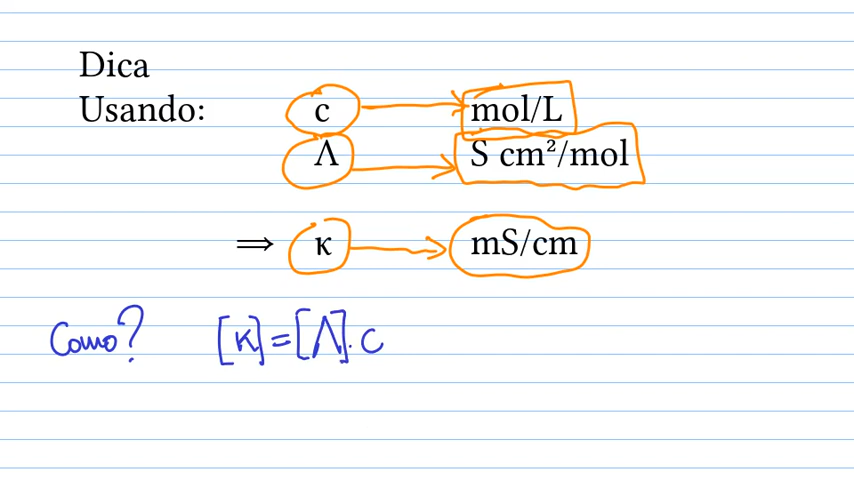 Dica
Usando: c mol/L
Λ S cm²/mol
⟹ κ mS/cm
Como? [κ]=[Λ]·c